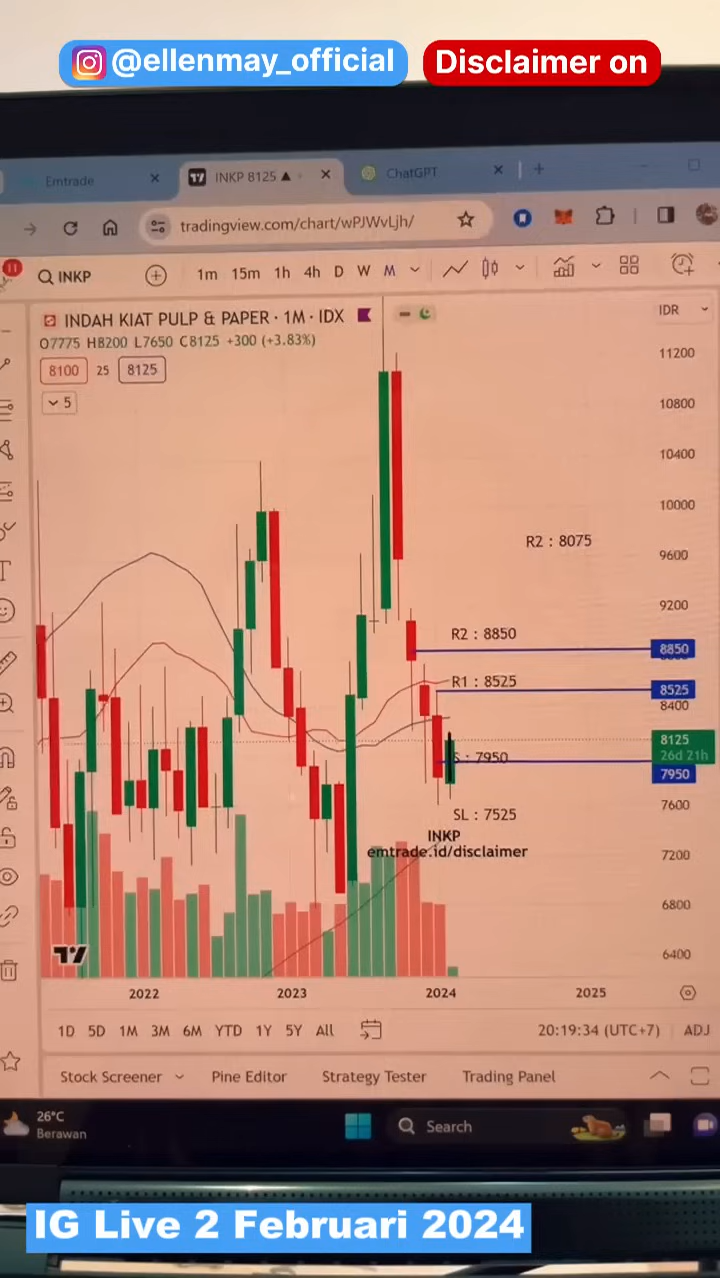 @ellenmay_official
Disclaimer on
Emtrade
INKP 8125
ChatGPT
tradingview.com/chart/wPJWvLjh/
11
INKP
1m 15m 1h 4h D W M
INDAH KIAT PULP & PAPER · 1M · IDX
IDR
O7775 H8200 L7650 C8125 +300 (+3.83%)
8100 25 8125
5
11200
10800
10400
10000
R2 : 8075
9600
9200
R2 : 8850
8850
R1 : 8525
8525
8400
8125
26d 21h
S : 7950
7950
7600
SL : 7525
INKP
emtrade.id/disclaimer
7200
6800
6400
2022 2023 2024 2025
1D 5D 1M 3M 6M YTD 1Y 5Y All
20:19:34 (UTC+7) ADJ
Stock Screener Pine Editor Strategy Tester Trading Panel
26°C
Berawan
Search
IG Live 2 Februari 2024